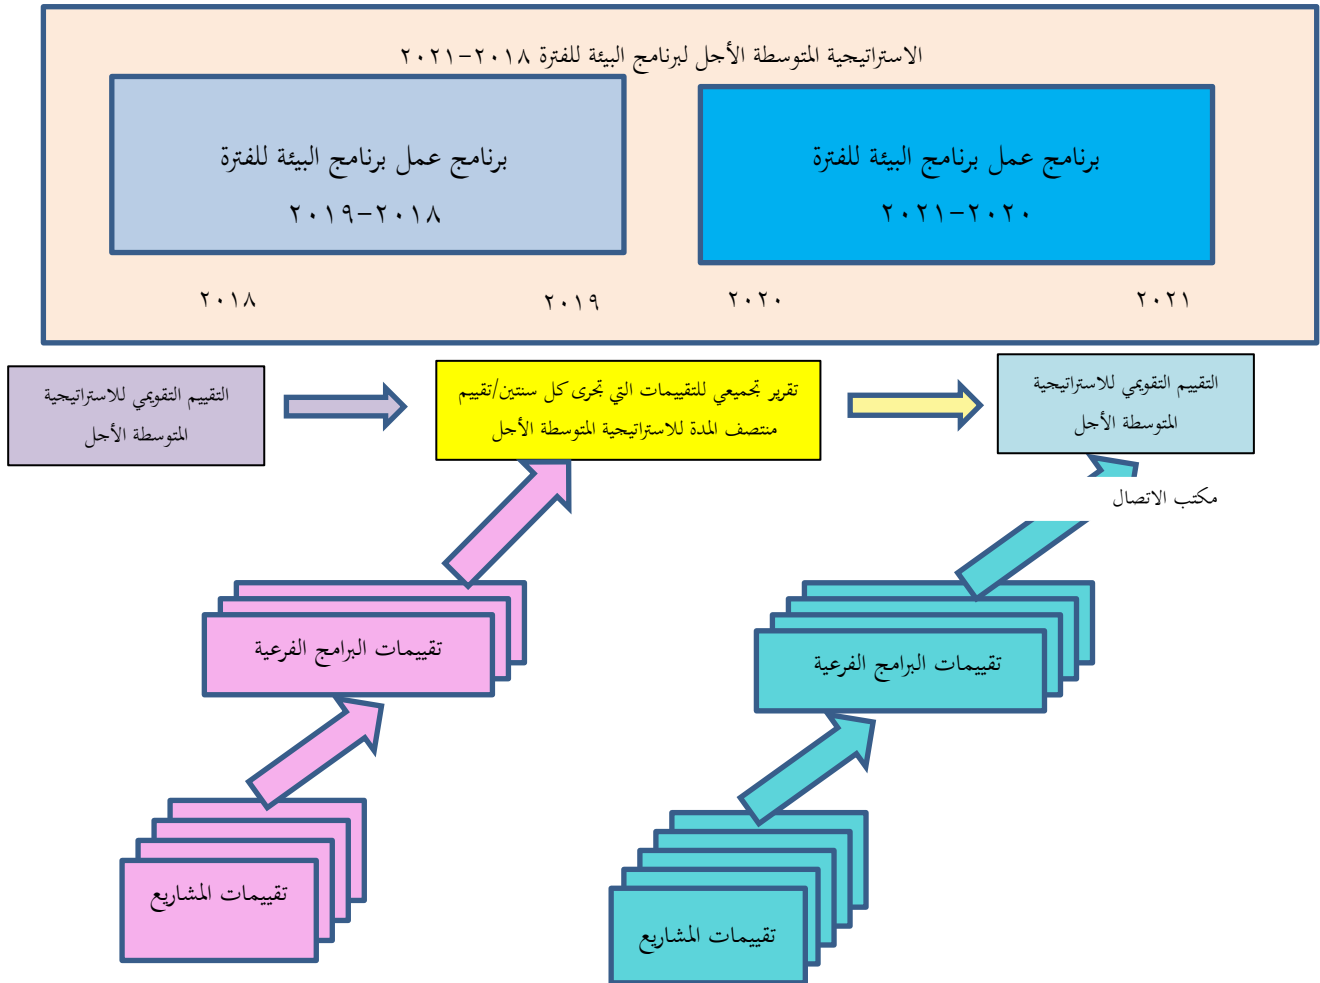 الاستراتيجية المتوسطة الأجل لبرنامج البيئة للفترة ٢٠١٨-٢٠٢١
برنامج عمل برنامج البيئة للفترة
٢٠١٨-٢٠١٩
برنامج عمل برنامج البيئة للفترة
٢٠٢٠-٢٠٢١
٢٠١٨
٢٠١٩
٢٠٢٠
٢٠٢١
التقييم التقويمي للاستراتيجية
المتوسطة الأجل
تقرير تجميعي للتقييمات التي تجرى كل سنتين/تقييم
منتصف المدة للاستراتيجية المتوسطة الأجل
التقييم التقويمي للاستراتيجية
المتوسطة الأجل
مكتب الاتصال
تقييمات البرامج الفرعية
تقييمات البرامج الفرعية
تقييمات المشاريع
تقييمات المشاريع